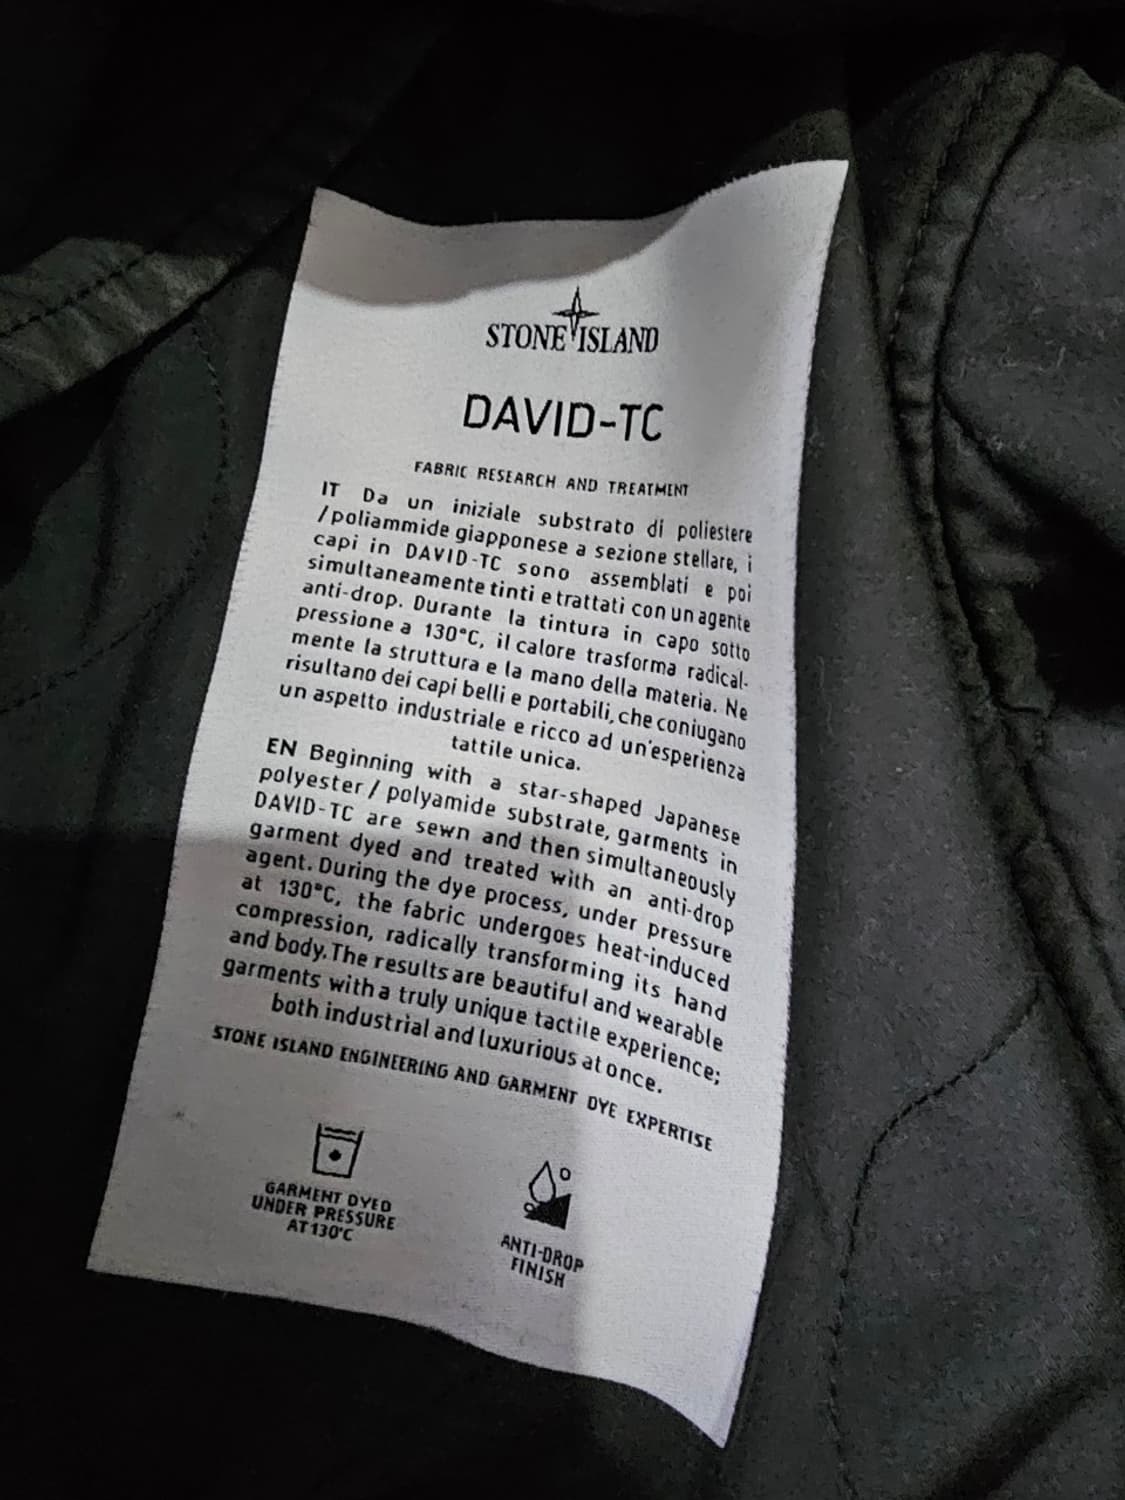 STONE ISLAND
DAVID-TC
FABRIC RESEARCH AND TREATMENT
IT Da un iniziale substrato di poliestere
/poliammide giapponese a sezione stellare, i
capi in DAVID-TC sono assemblati e poi
simultaneamente tinti e trattati con un agente
anti-drop. Durante la tintura in capo sotto
pressione a 130°C, il calore trasforma radical-
mente la struttura e la mano della materia. Ne
risultano dei capi belli e portabili, che coniugano
un aspetto industriale e ricco ad un'esperienza
tattile unica.
EN Beginning with a star-shaped Japanese
polyester / polyamide substrate, garments in
DAVID-TC are sewn and then simultaneously
garment dyed and treated with an anti-drop
agent. During the dye process, under pressure
at 130°C, the fabric undergoes heat-induced
compression, radically transforming its hand
and body. The results are beautiful and wearable
garments with a truly unique tactile experience;
both industrial and luxurious at once.
STONE ISLAND ENGINEERING AND GARMENT DYE EXPERTISE
GARMENT DYED
UNDER PRESSURE
AT 130°C
ANTI-DROP
FINISH